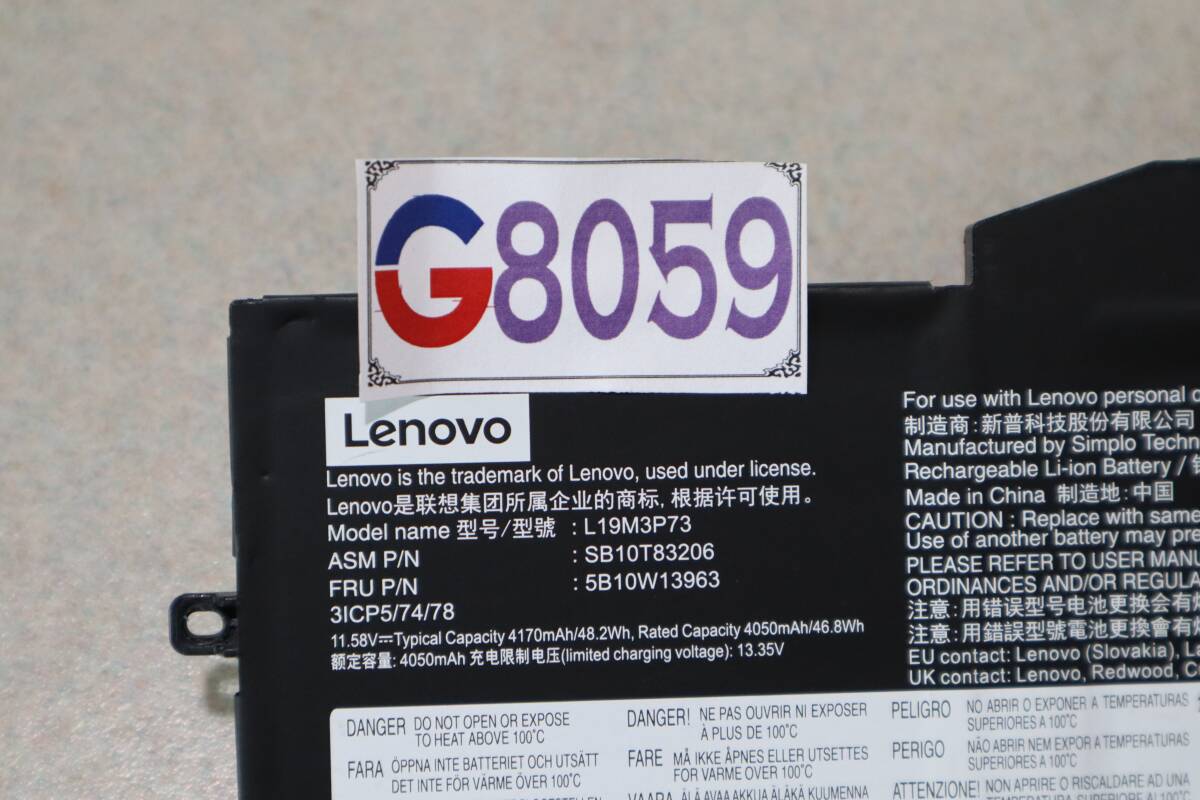 G8059
Lenovo
Lenovo is the trademark of Lenovo, used under license.
Lenovo是联想集团所属企业的商标, 根据许可使用。
Model name 型号/型號 : L19M3P73
ASM P/N : SB10T83206
FRU P/N : 5B10W13963
3ICP5/74/78
11.58V⎓Typical Capacity 4170mAh/48.2Wh, Rated Capacity 4050mAh/46.8Wh
额定容量: 4050mAh 充电限制电压(limited charging voltage): 13.35V
For use with Lenovo personal
制造商: 新普科技股份有限公司
Manufactured by Simplo
Rechargeable Li-ion Battery /
Made in China 制造地: 中国
CAUTION : Replace with same
Use of another battery may
PLEASE REFER TO USER
ORDINANCES AND/OR
注意: 用错误型号电池更换会有
注意: 用錯誤型號電池更換會有
EU contact: Lenovo (Slovakia),
UK contact: Lenovo, Redwood,
DANGER DO NOT OPEN OR EXPOSE
TO HEAT ABOVE 100°C
FARA ÖPPNA INTE BATTERIET OCH UTSÄTT
DET INTE FÖR VÄRME ÖVER 100°C
DANGER! NE PAS OUVRIR NI EXPOSER
À PLUS DE 100°C
FARE MÅ IKKE ÅPNES ELLER UTSETTES
FOR VARME OVER 100°C
VAARA ÄLÄ AVAA AKKUA ÄLÄKÄ KUUMENNA
PELIGRO NO ABRIR O EXPONER A TEMPERATURAS
SUPERIORES A 100°C
PERIGO NÃO ABRIR NEM EXPOR A TEMPERATURAS
SUPERIORES A 100°C
ATTENZIONE! NON APRIRE O RISCALDARE AD UNA
TEMPERATURA SUPERIORE AI 100°C